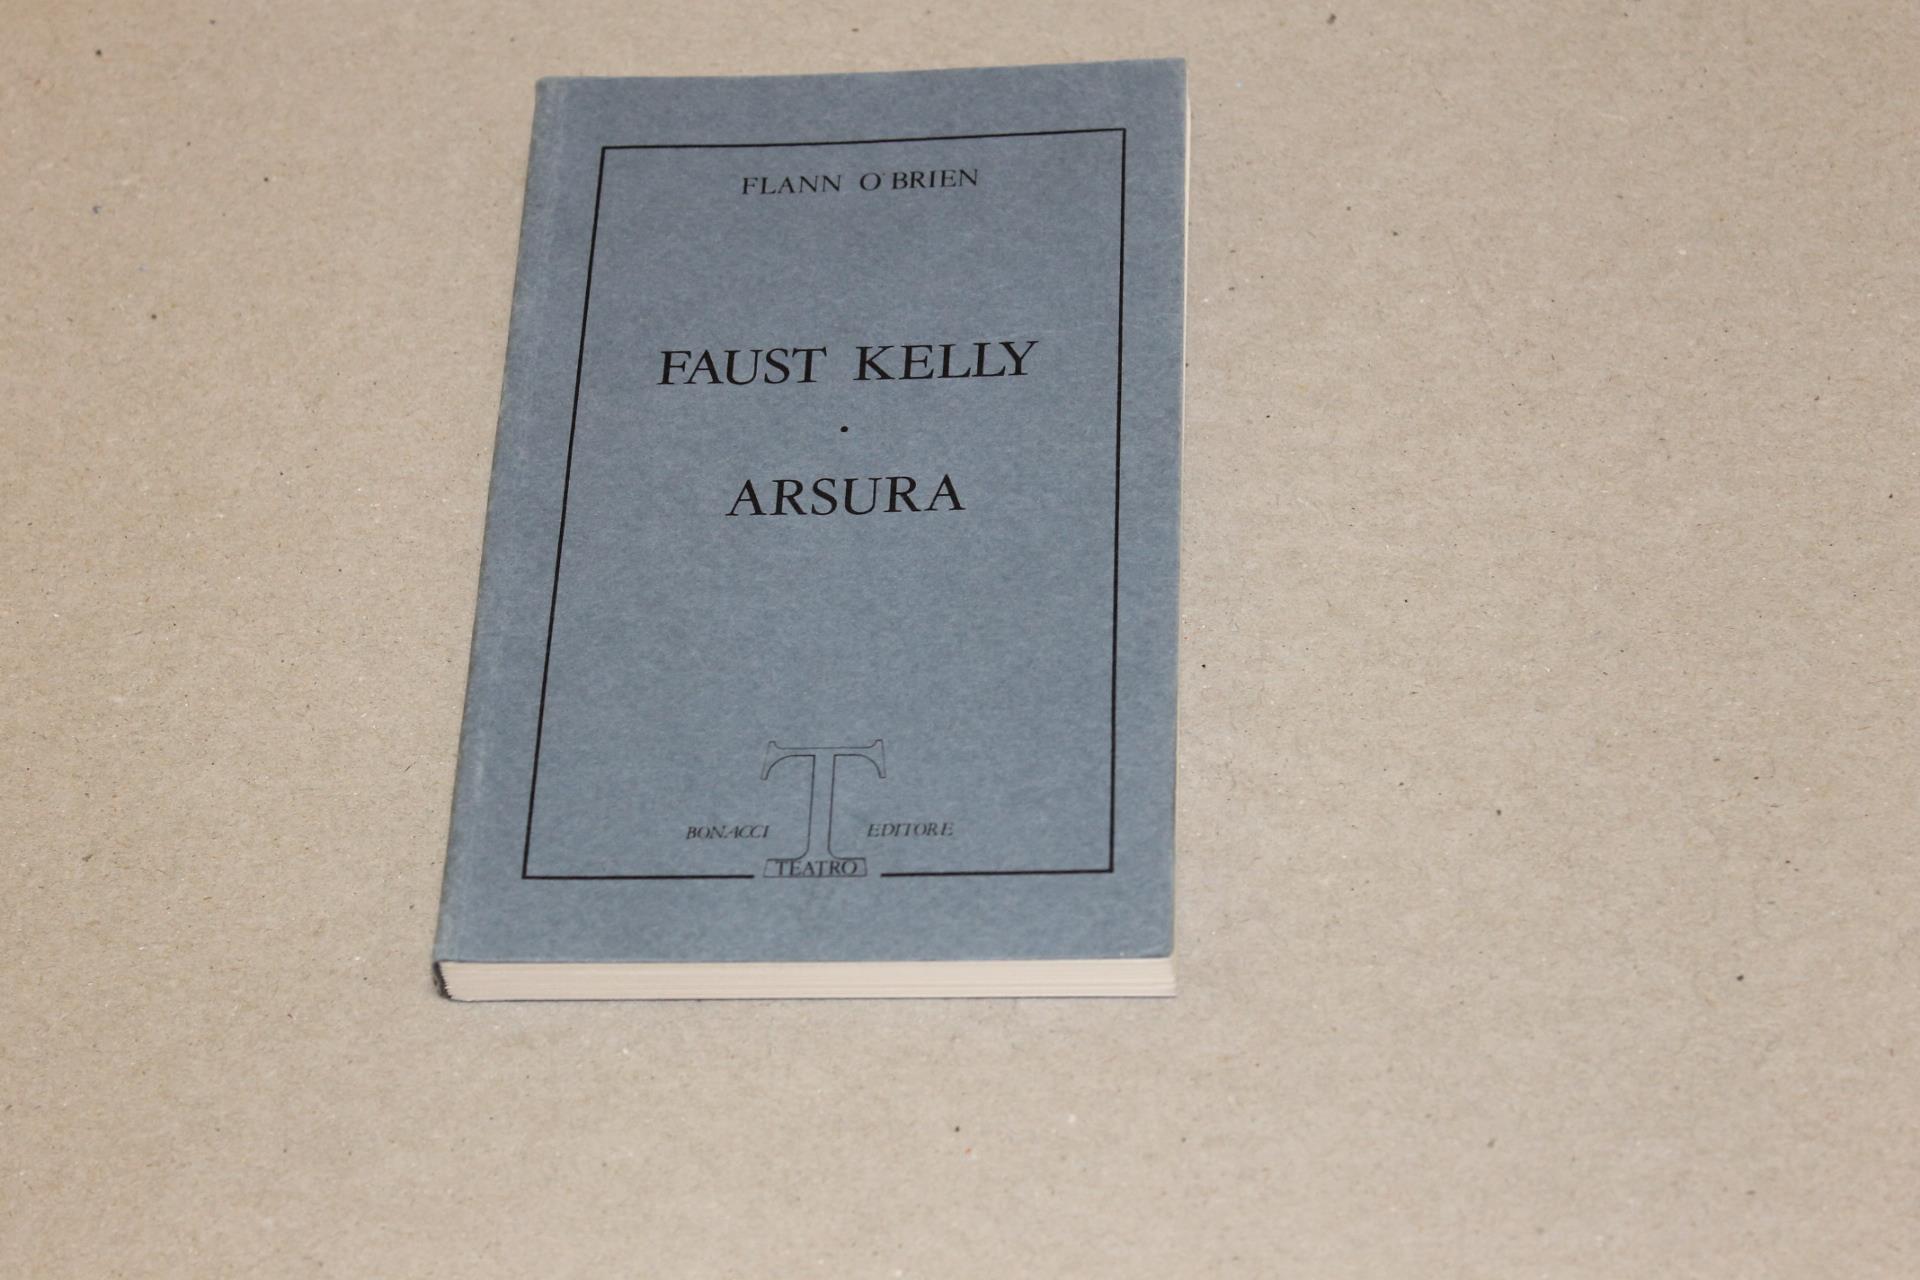 FLANN O'BRIEN
FAUST KELLY
·
ARSURA
T
BONACCI EDITORE
TEATRO